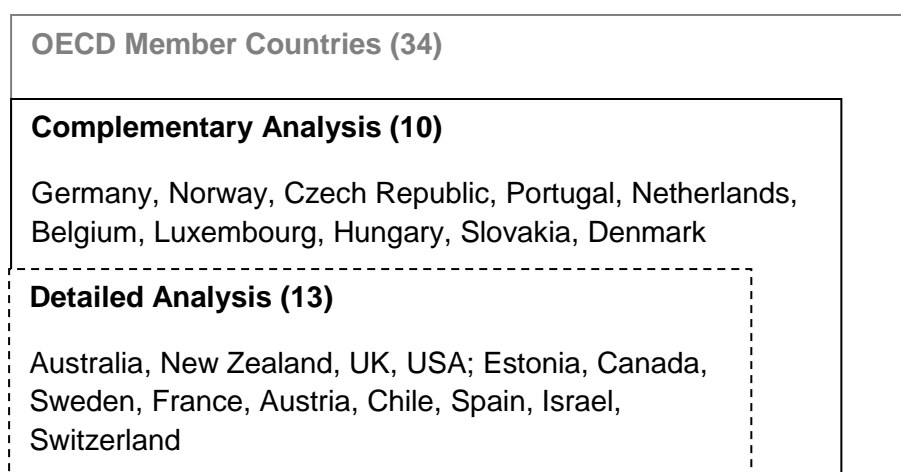 OECD Member Countries (34)
Complementary Analysis (10)
Germany, Norway, Czech Republic, Portugal, Netherlands,
Belgium, Luxembourg, Hungary, Slovakia, Denmark
Detailed Analysis (13)
Australia, New Zealand, UK, USA; Estonia, Canada,
Sweden, France, Austria, Chile, Spain, Israel,
Switzerland